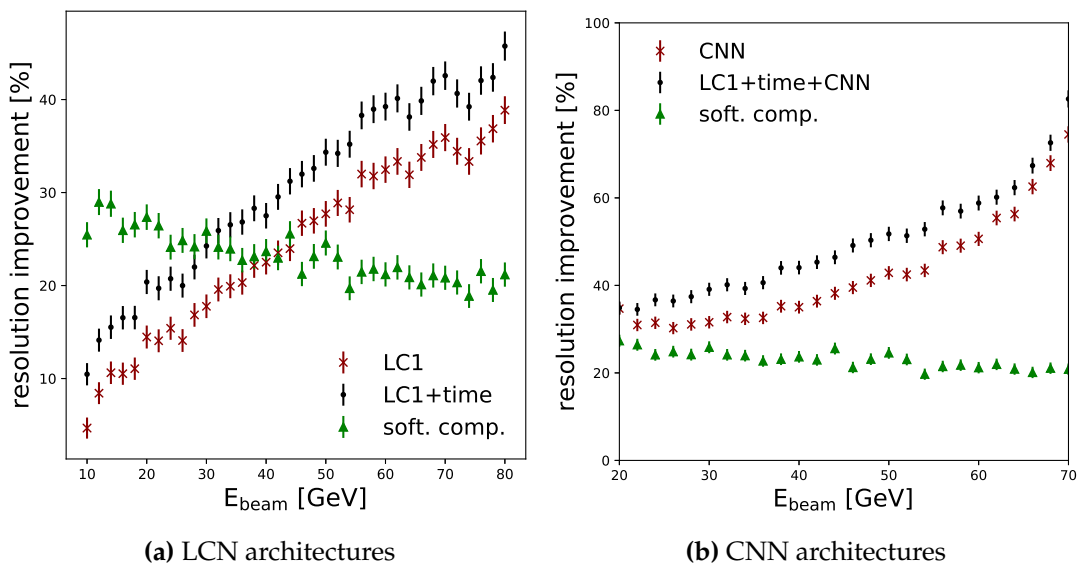 resolution improvement [%]
40
30
20
10
LC1
LC1+time
soft. comp.
10 20 30 40 50 60 70 80
E_beam [GeV]
(a) LCN architectures
resolution improvement [%]
100
80
60
40
20
0
CNN
LC1+time+CNN
soft. comp.
20 30 40 50 60 70
E_beam [GeV]
(b) CNN architectures